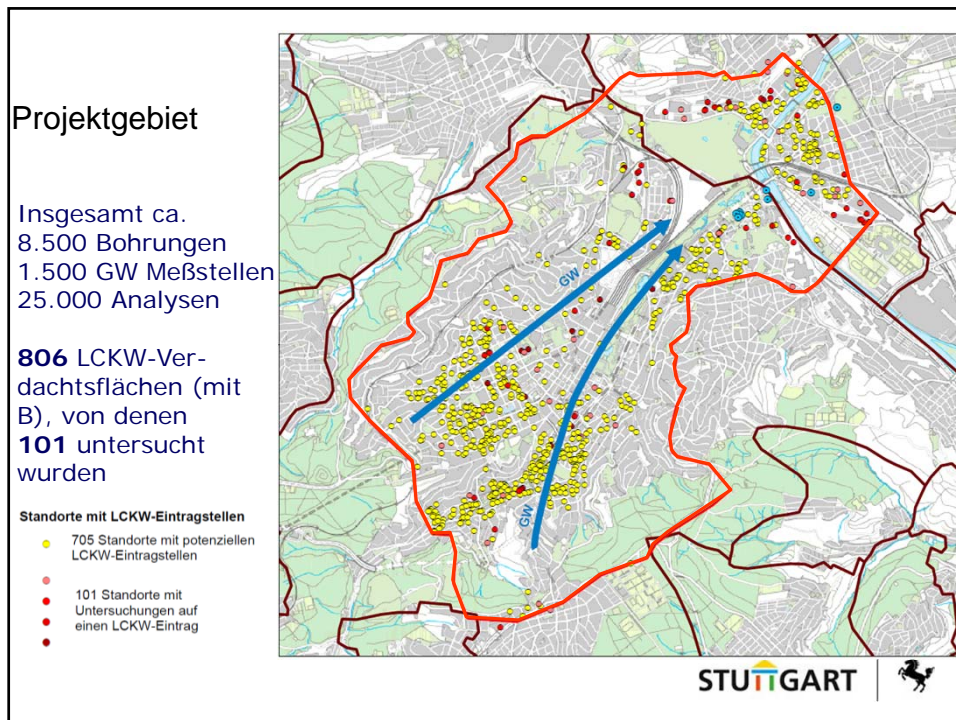 Projektgebiet
Insgesamt ca.
8.500 Bohrungen
1.500 GW Meßstellen
25.000 Analysen
806 LCKW-Ver-
dachtsflächen (mit
B), von denen
101 untersucht
wurden
Standorte mit LCKW-Eintragstellen
705 Standorte mit potenziellen
LCKW-Eintragstellen
101 Standorte mit
Untersuchungen auf
einen LCKW-Eintrag
GW
GW
STUTTGART